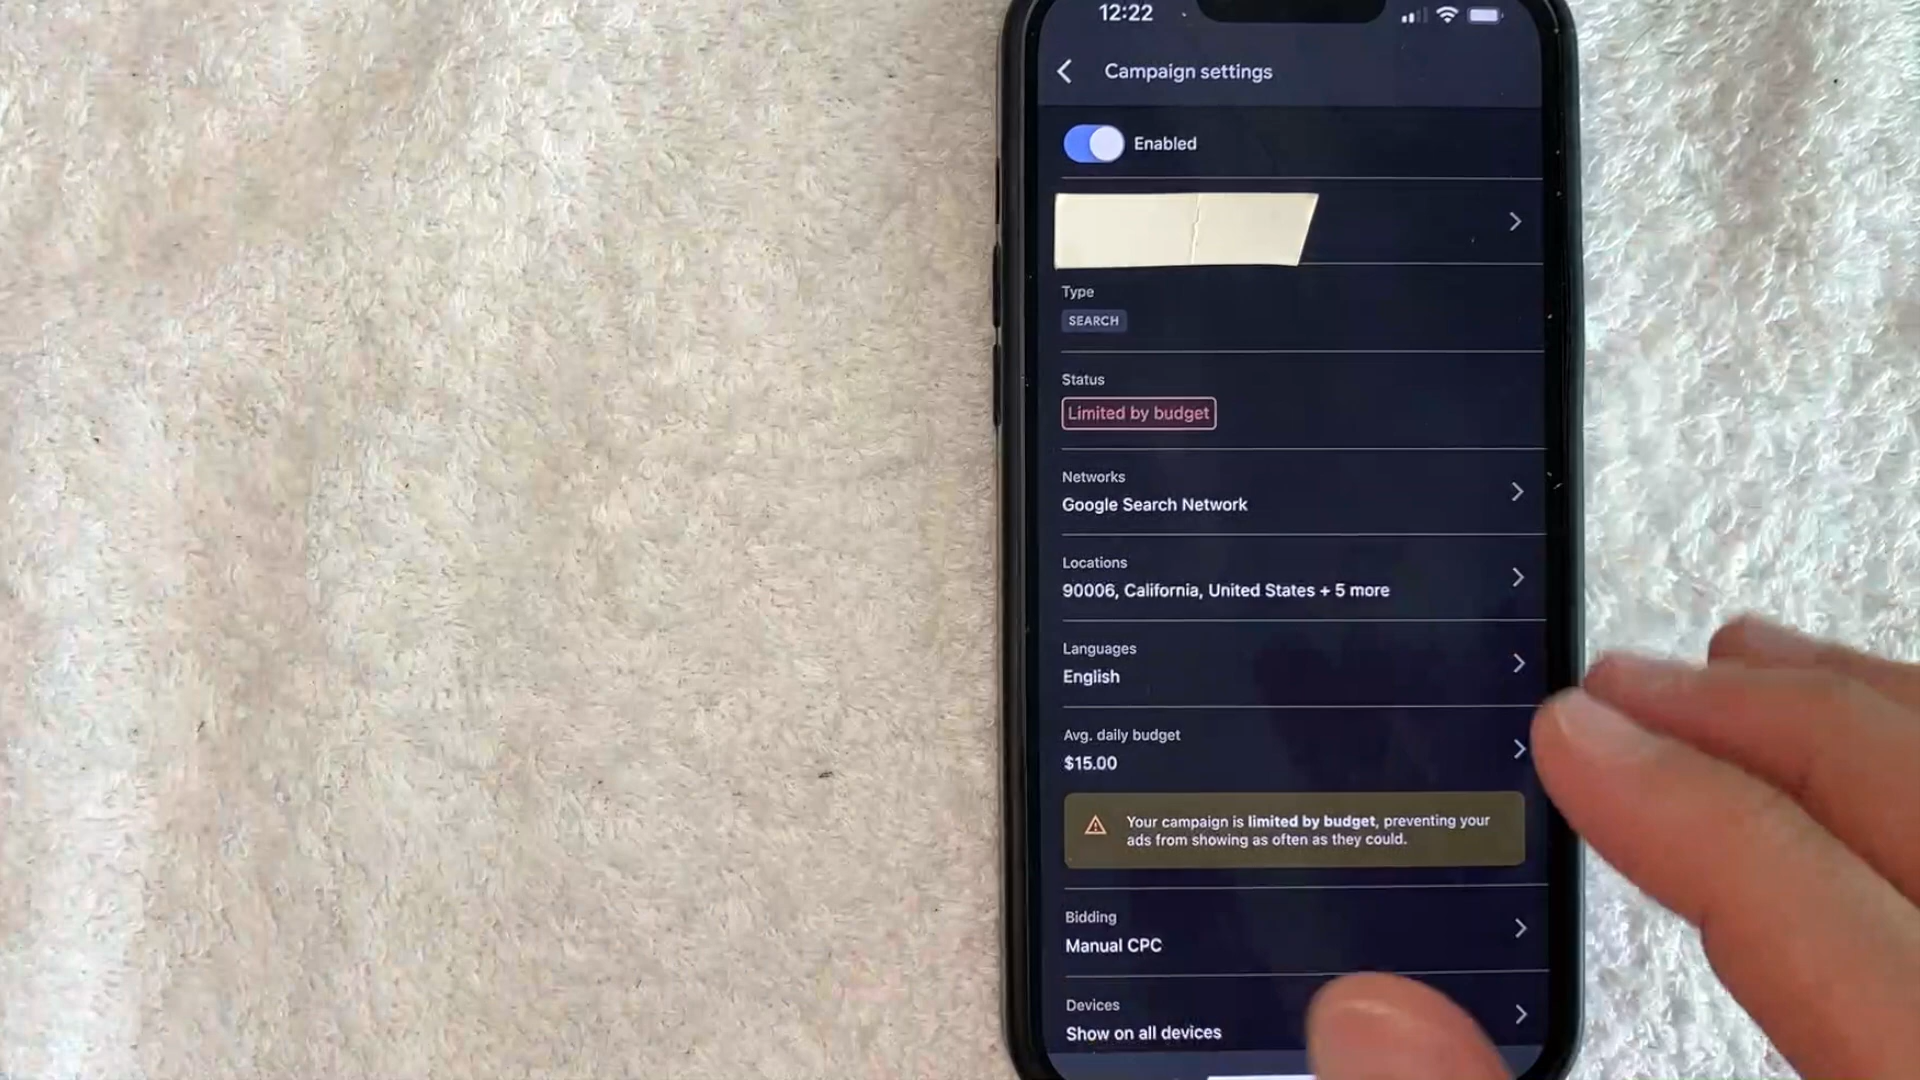 12:22
Campaign settings
Enabled
Type
SEARCH
Status
Limited by budget
Networks
Google Search Network
Locations
90006, California, United States + 5 more
Languages
English
Avg. daily budget
$15.00
Your campaign is limited by budget, preventing your
ads from showing as often as they could.
Bidding
Manual CPC
Devices
Show on all devices